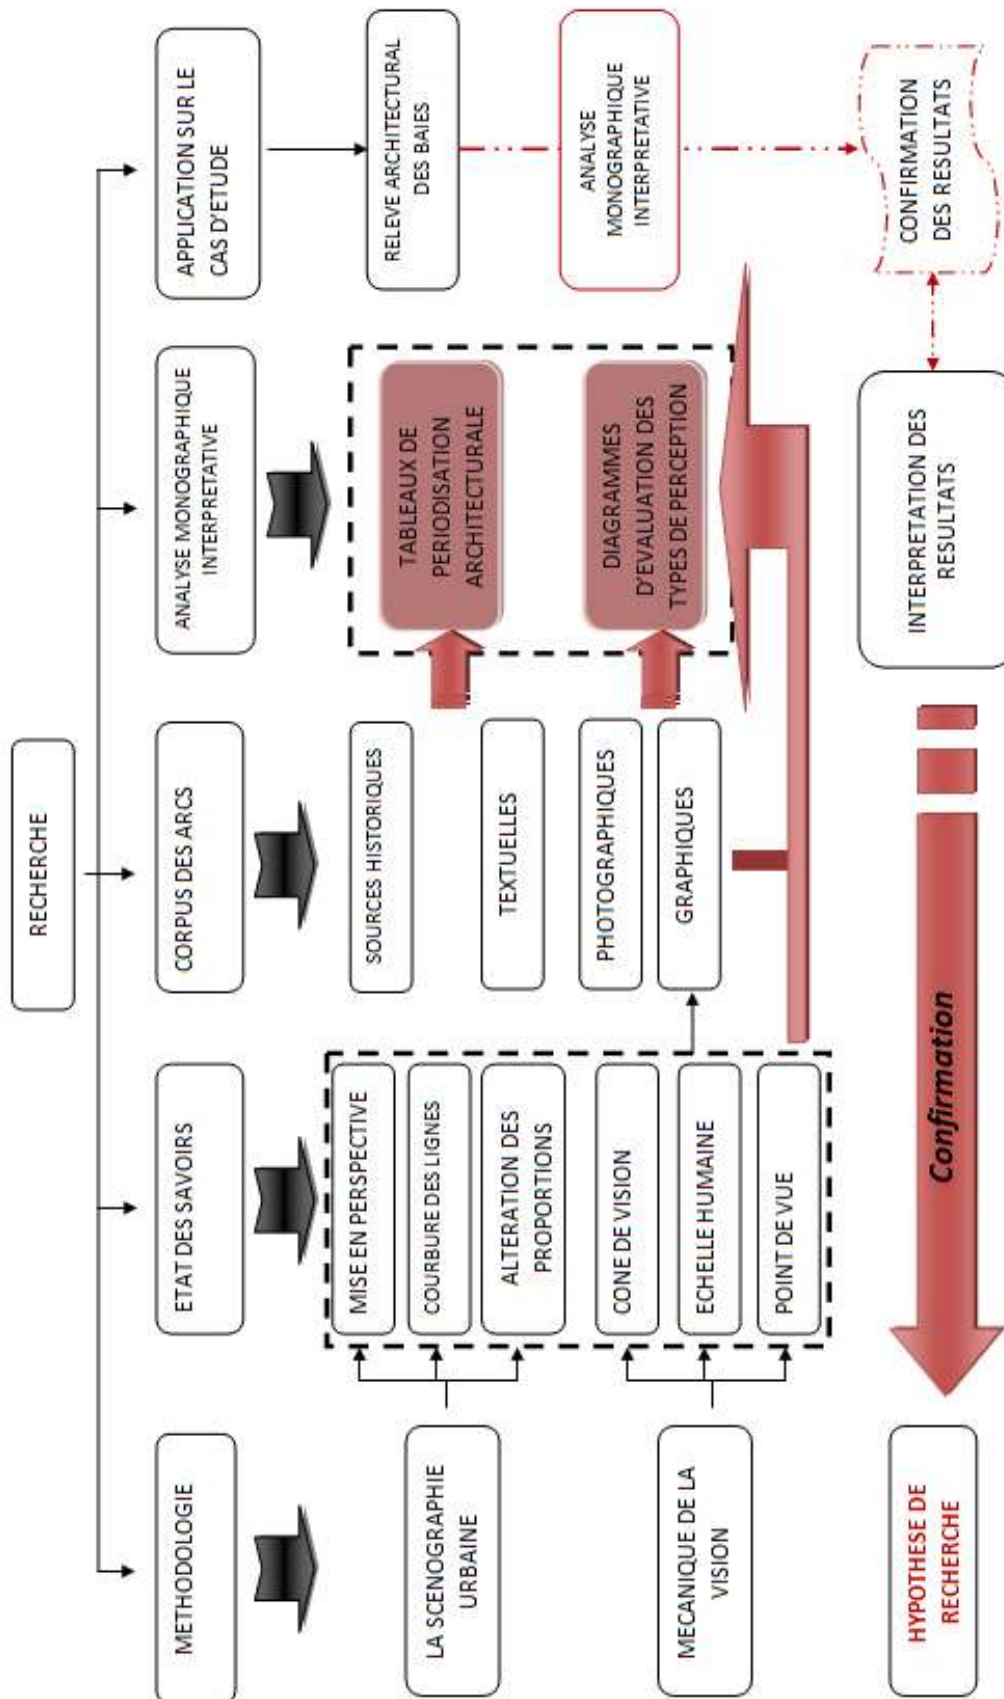 RECHERCHE
METHODOLOGIE
ETAT DES SAVOIRS
CORPUS DES ARCS
ANALYSE MONOGRAPHIQUE
INTERPRETATIVE
APPLICATION SUR LE
CAS D'ETUDE
LA SCENOGRAPHIE
URBAINE
MECANIQUE DE LA
VISION
MISE EN PERSPECTIVE
COURBURE DES LIGNES
ALTERATION DES
PROPORTIONS
CONE DE VISION
ECHELLE HUMAINE
POINT DE VUE
SOURCES HISTORIQUES
TEXTUELLES
PHOTOGRAPHIQUES
GRAPHIQUES
TABLEAUX DE
PERIODISATION
ARCHITECTURALE
DIAGRAMMES
D'EVALUATION DES
TYPES DE PERCEPTION
RELEVE ARCHITECTURAL
DES BAIES
ANALYSE
MONOGRAPHIQUE
INTERPRETATIVE
HYPOTHESE DE
RECHERCHE
Confirmation
INTERPRETATION DES
RESULTATS
CONFIRMATION
DES RESULTATS